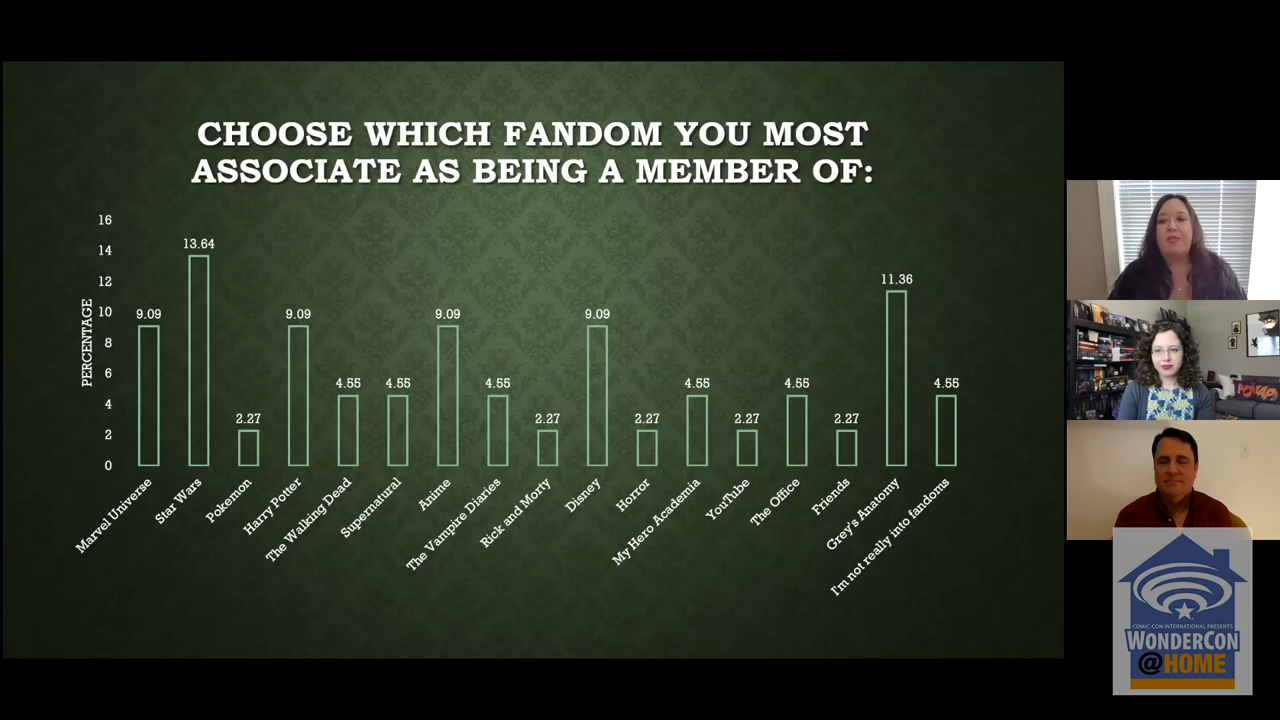 CHOOSE WHICH FANDOM YOU MOST
ASSOCIATE AS BEING A MEMBER OF:
PERCENTAGE
16
14
12
10
8
6
4
2
0
9.09
13.64
2.27
9.09
4.55
4.55
9.09
4.55
2.27
9.09
2.27
4.55
2.27
4.55
2.27
11.36
4.55
Marvel Universe
Star Wars
Pokemon
Harry Potter
The Walking Dead
Supernatural
Anime
The Vampire Diaries
Rick and Morty
Disney
Horror
My Hero Academia
YouTube
The Office
Friends
Grey's Anatomy
I'm not really into fandoms
COMIC-CON INTERNATIONAL PRESENTS
WONDERCON
@HOME